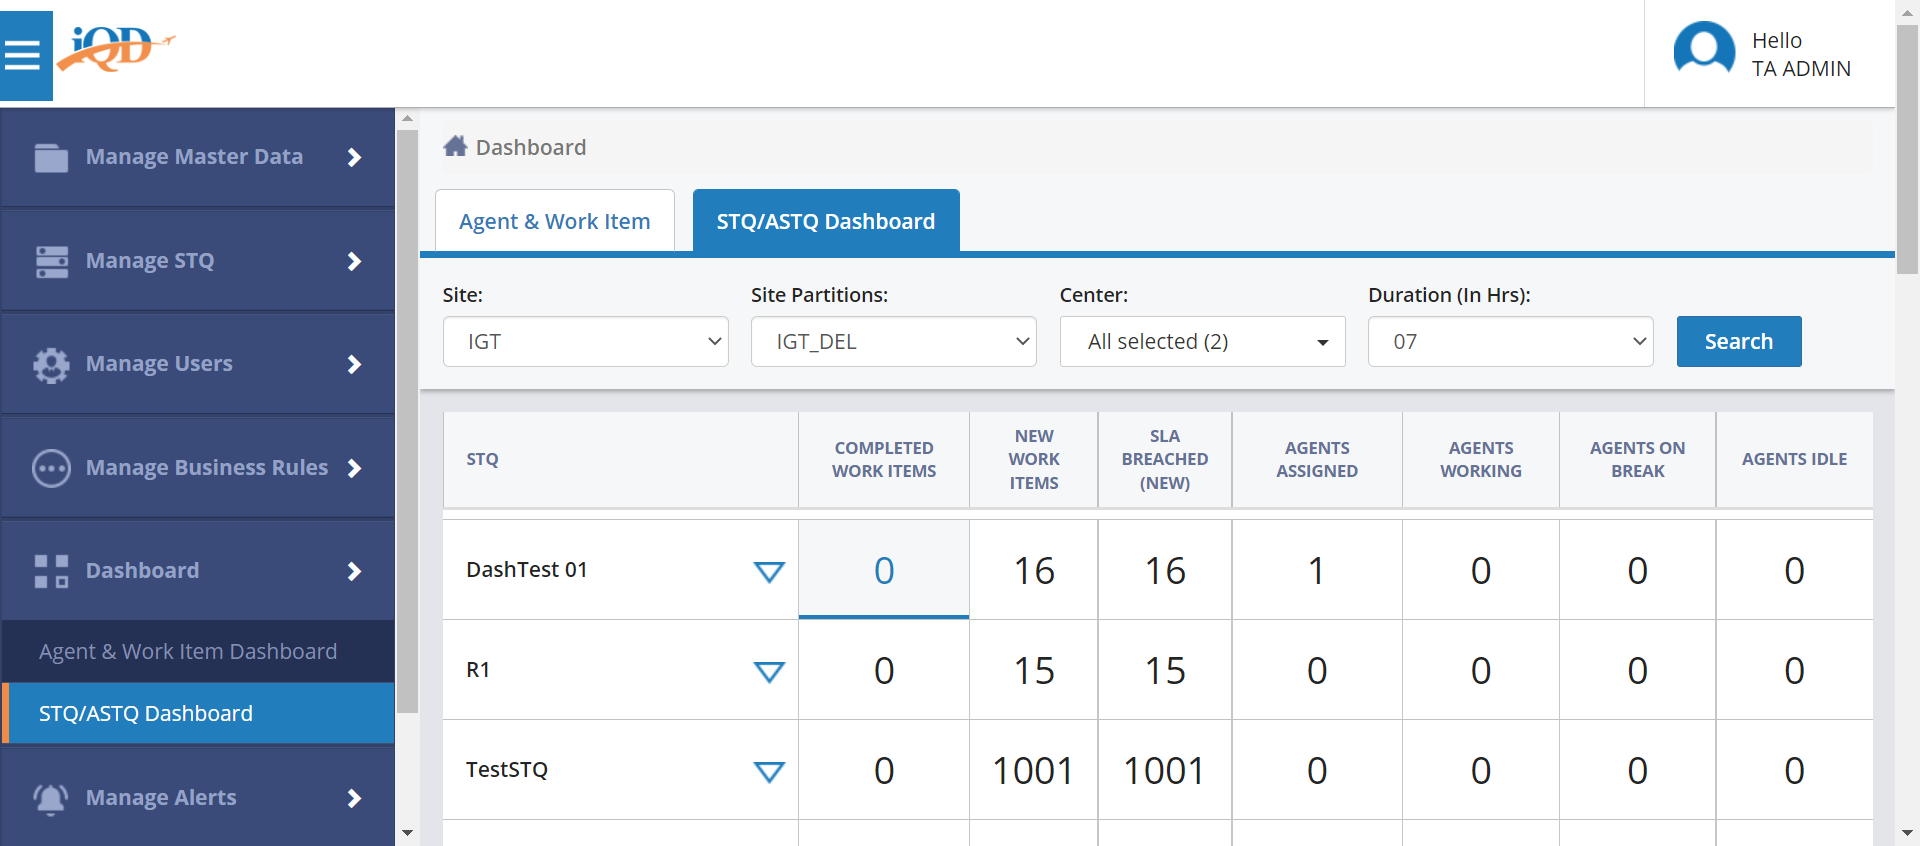 iQD
Hello
TA ADMIN
Manage Master Data
Manage STQ
Manage Users
Manage Business Rules
Dashboard
Agent & Work Item Dashboard
STQ/ASTQ Dashboard
Manage Alerts
Dashboard
Agent & Work Item
STQ/ASTQ Dashboard
Site:
Site Partitions:
Center:
Duration (In Hrs):
IGT
IGT_DEL
All selected (2)
07
Search
STQ
COMPLETED
WORK ITEMS
NEW
WORK
ITEMS
SLA
BREACHED
(NEW)
AGENTS
ASSIGNED
AGENTS
WORKING
AGENTS ON
BREAK
AGENTS IDLE
DashTest 01 0 16 16 1 0 0 0
R1 0 15 15 0 0 0 0
TestSTQ 0 1001 1001 0 0 0 0